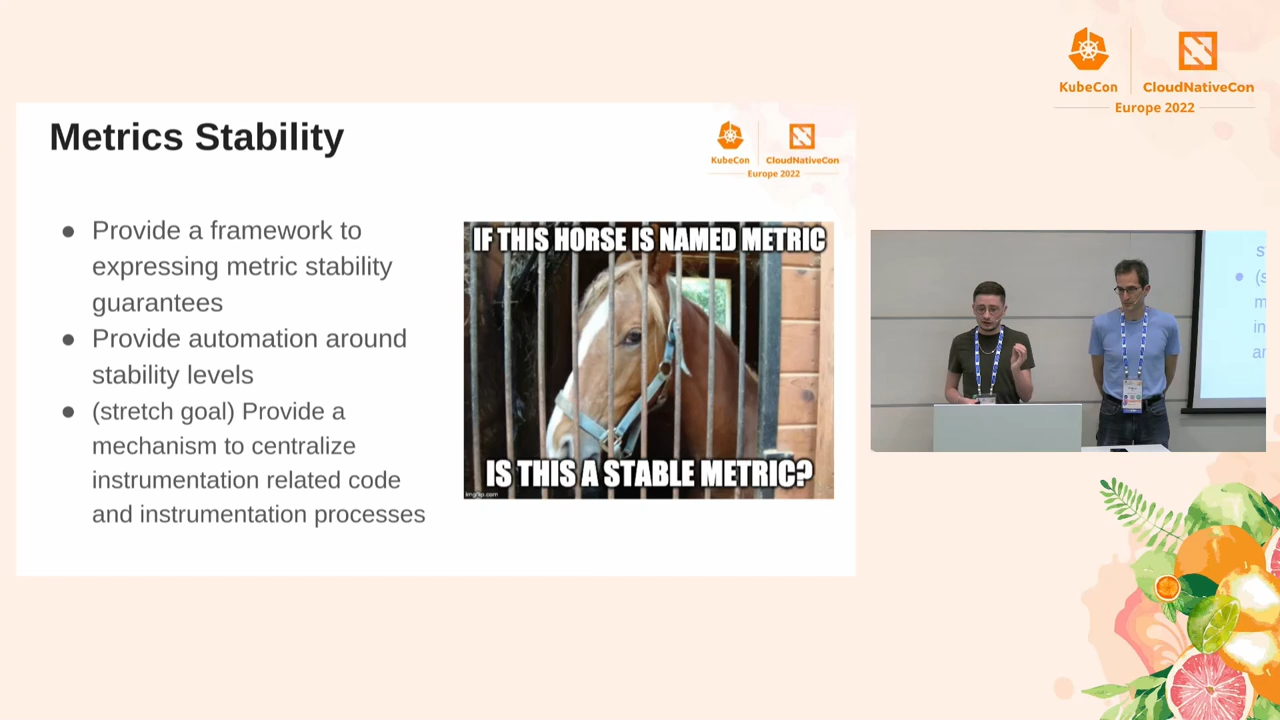 KubeCon
CloudNativeCon
Europe 2022
Metrics Stability
KubeCon
CloudNativeCon
Europe 2022
● Provide a framework to
expressing metric stability
guarantees
● Provide automation around
stability levels
● (stretch goal) Provide a
mechanism to centralize
instrumentation related code
and instrumentation processes
IF THIS HORSE IS NAMED METRIC
IS THIS A STABLE METRIC?
imgflip.com